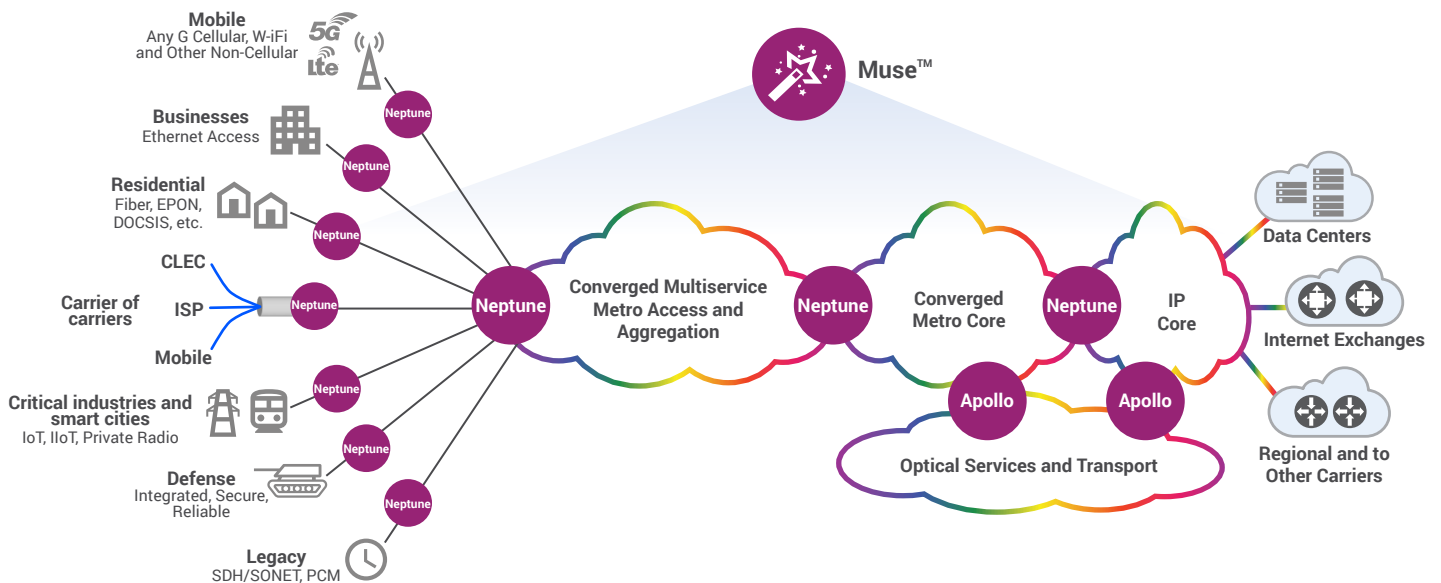 Mobile
Any G Cellular, W-iFi
and Other Non-Cellular
5G
lte
Neptune
Businesses
Ethernet Access
Neptune
Residential
Fiber, EPON,
DOCSIS, etc.
Neptune
CLEC
Carrier of
carriers
ISP
Mobile
Neptune
Critical industries and
smart cities
IoT, IIoT, Private Radio
Neptune
Defense
Integrated, Secure,
Reliable
Neptune
Legacy
SDH/SONET, PCM
Neptune
Muse™
Neptune
Converged Multiservice
Metro Access and
Aggregation
Neptune
Converged
Metro Core
Neptune
IP
Core
Apollo
Apollo
Optical Services and Transport
Data Centers
Internet Exchanges
Regional and to
Other Carriers